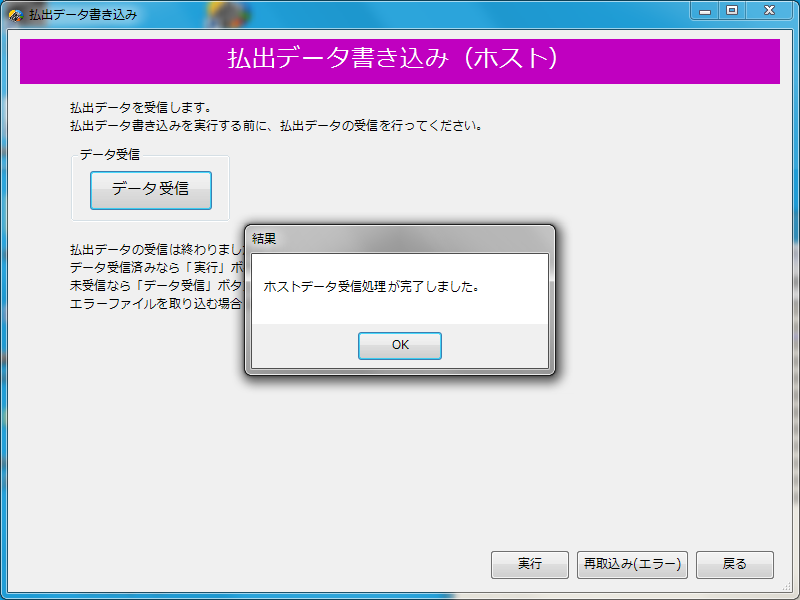 払出データ書き込み
払出データ書き込み（ホスト）
払出データを受信します。
払出データ書き込みを実行する前に、払出データの受信を行ってください。
データ受信
データ受信
払出データの受信は終わりまし
データ受信済みなら「実行」ボ
未受信なら「データ受信」ボタ
エラーファイルを取り込む場合
結果
ホストデータ受信処理が完了しました。
OK
実行
再取込み(エラー)
戻る